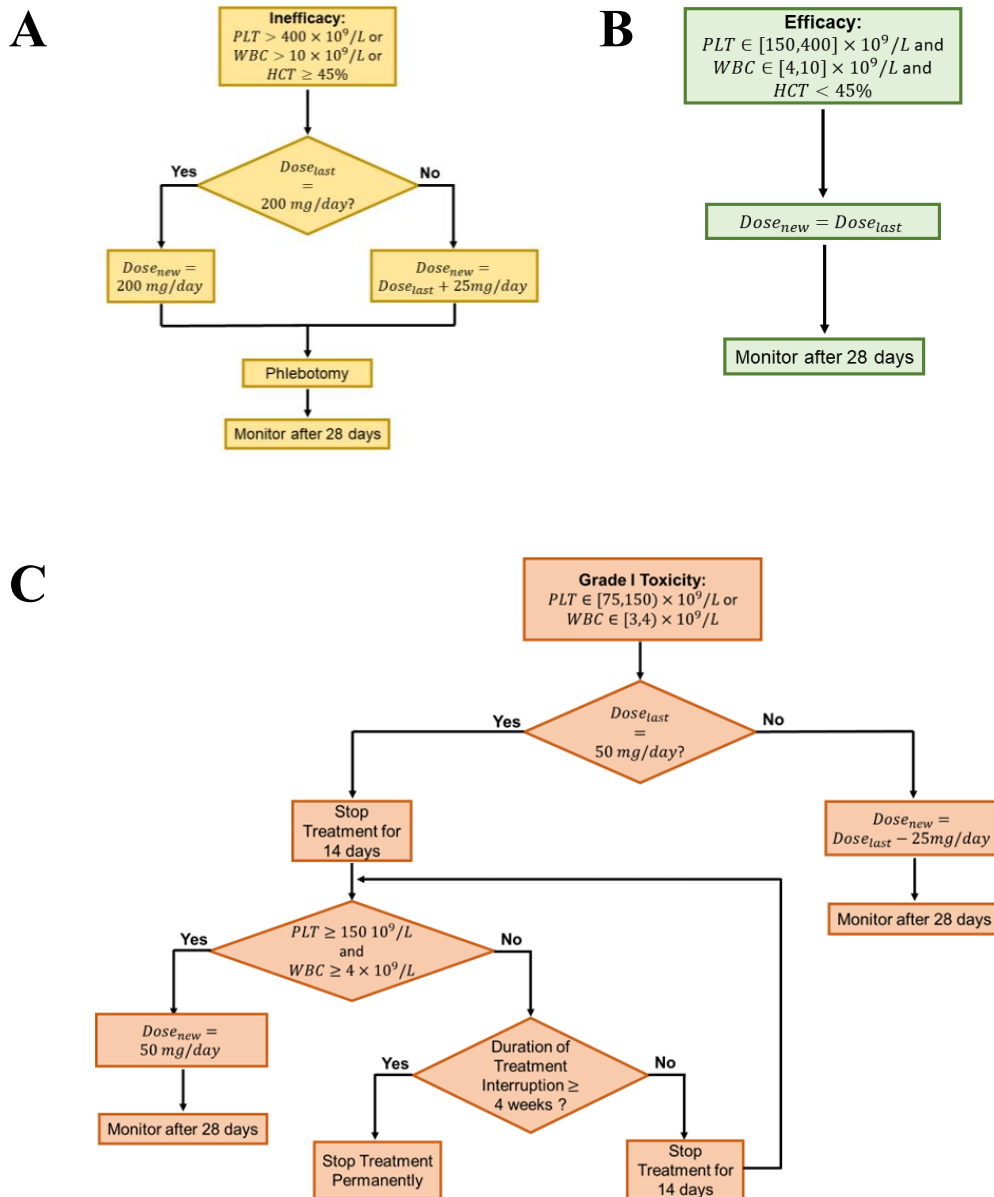 A
Inefficacy:
PLT > 400 × 10⁹/L or
WBC > 10 × 10⁹/L or
HCT ≥ 45%
Yes
Dose_last
=
200 mg/day?
No
Dose_new =
200 mg/day
Dose_new =
Dose_last + 25mg/day
Phlebotomy
Monitor after 28 days
B
Efficacy:
PLT ∈ [150,400] × 10⁹/L and
WBC ∈ [4,10] × 10⁹/L and
HCT < 45%
Dose_new = Dose_last
Monitor after 28 days
C
Grade I Toxicity:
PLT ∈ [75,150) × 10⁹/L or
WBC ∈ [3,4) × 10⁹/L
Yes
Dose_last
=
50 mg/day?
No
Stop
Treatment for
14 days
Dose_new =
Dose_last − 25mg/day
Monitor after 28 days
Yes
PLT ≥ 150 10⁹/L
and
WBC ≥ 4 × 10⁹/L
No
Dose_new =
50 mg/day
Monitor after 28 days
Yes
Duration of
Treatment
Interruption ≥
4 weeks ?
No
Stop Treatment
Permanently
Stop
Treatment for
14 days